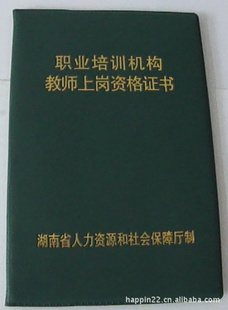 职业培训机构
教师上岗资格证书
湖南省人力资源和社会保障厅制
happin22.cn.alibaba.com